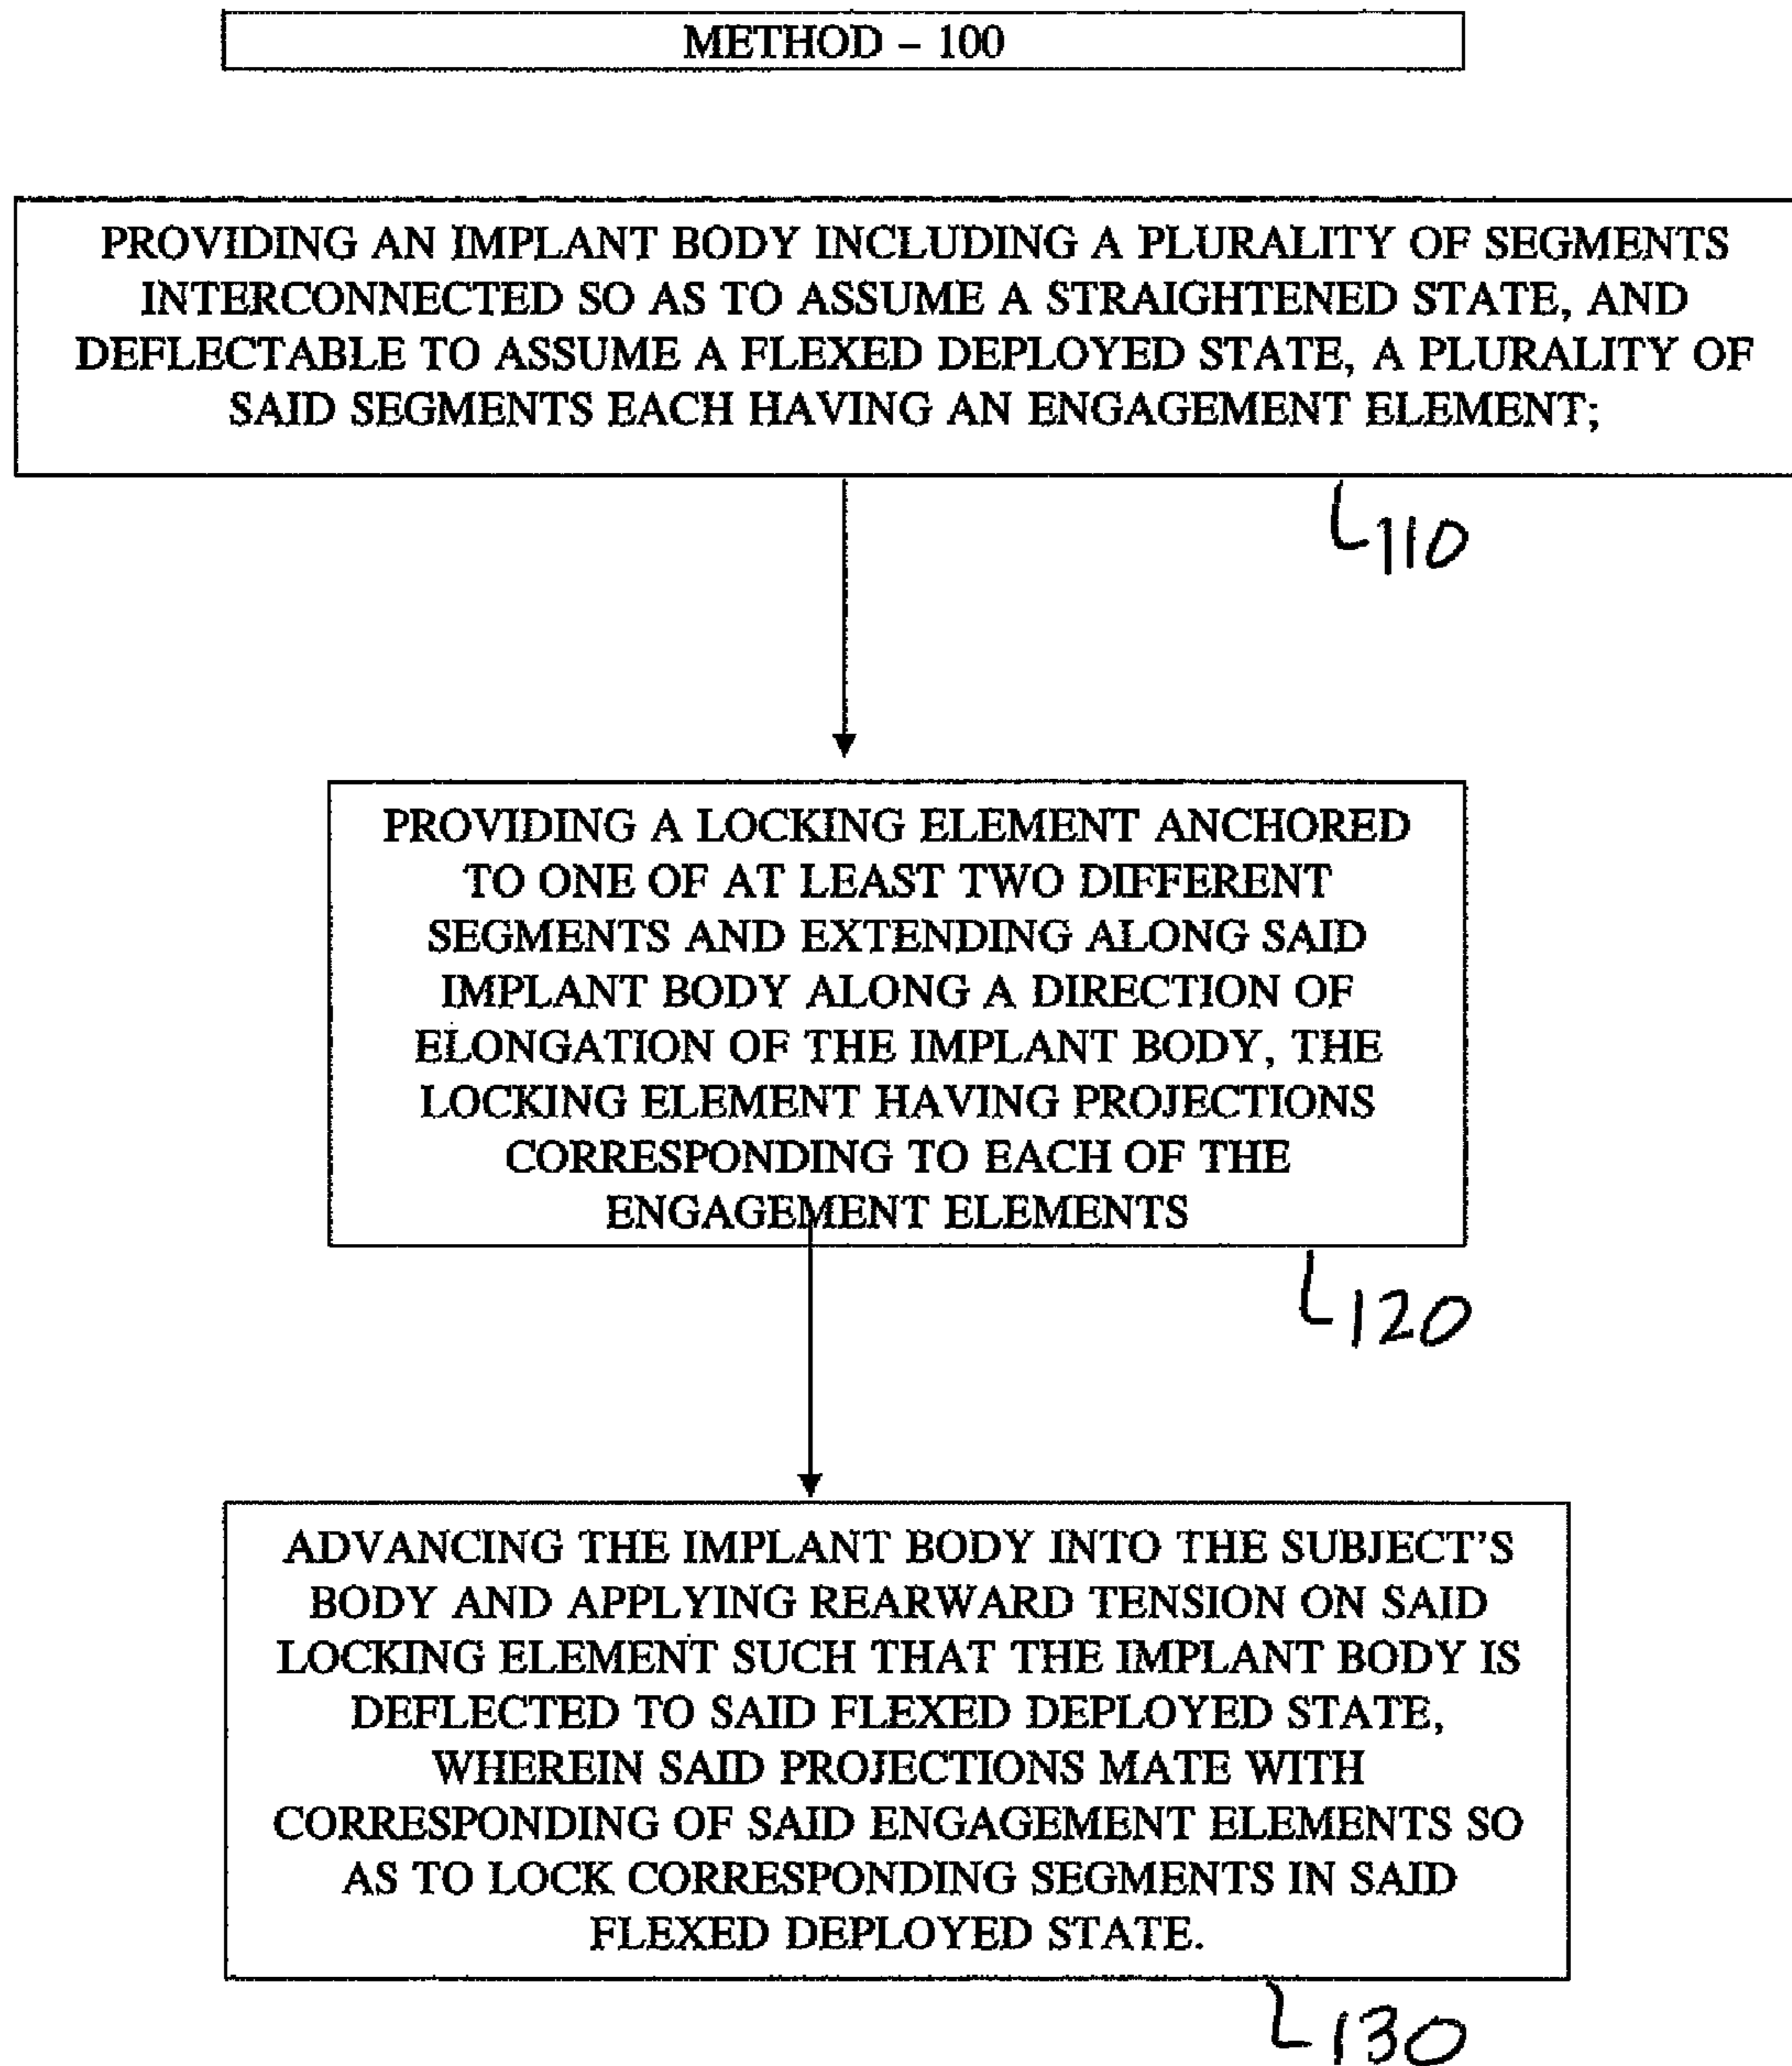 METHOD – 100
PROVIDING AN IMPLANT BODY INCLUDING A PLURALITY OF SEGMENTS
INTERCONNECTED SO AS TO ASSUME A STRAIGHTENED STATE, AND
DEFLECTABLE TO ASSUME A FLEXED DEPLOYED STATE, A PLURALITY OF
SAID SEGMENTS EACH HAVING AN ENGAGEMENT ELEMENT;
110
PROVIDING A LOCKING ELEMENT ANCHORED
TO ONE OF AT LEAST TWO DIFFERENT
SEGMENTS AND EXTENDING ALONG SAID
IMPLANT BODY ALONG A DIRECTION OF
ELONGATION OF THE IMPLANT BODY, THE
LOCKING ELEMENT HAVING PROJECTIONS
CORRESPONDING TO EACH OF THE
ENGAGEMENT ELEMENTS
120
ADVANCING THE IMPLANT BODY INTO THE SUBJECT'S
BODY AND APPLYING REARWARD TENSION ON SAID
LOCKING ELEMENT SUCH THAT THE IMPLANT BODY IS
DEFLECTED TO SAID FLEXED DEPLOYED STATE,
WHEREIN SAID PROJECTIONS MATE WITH
CORRESPONDING OF SAID ENGAGEMENT ELEMENTS SO
AS TO LOCK CORRESPONDING SEGMENTS IN SAID
FLEXED DEPLOYED STATE.
130